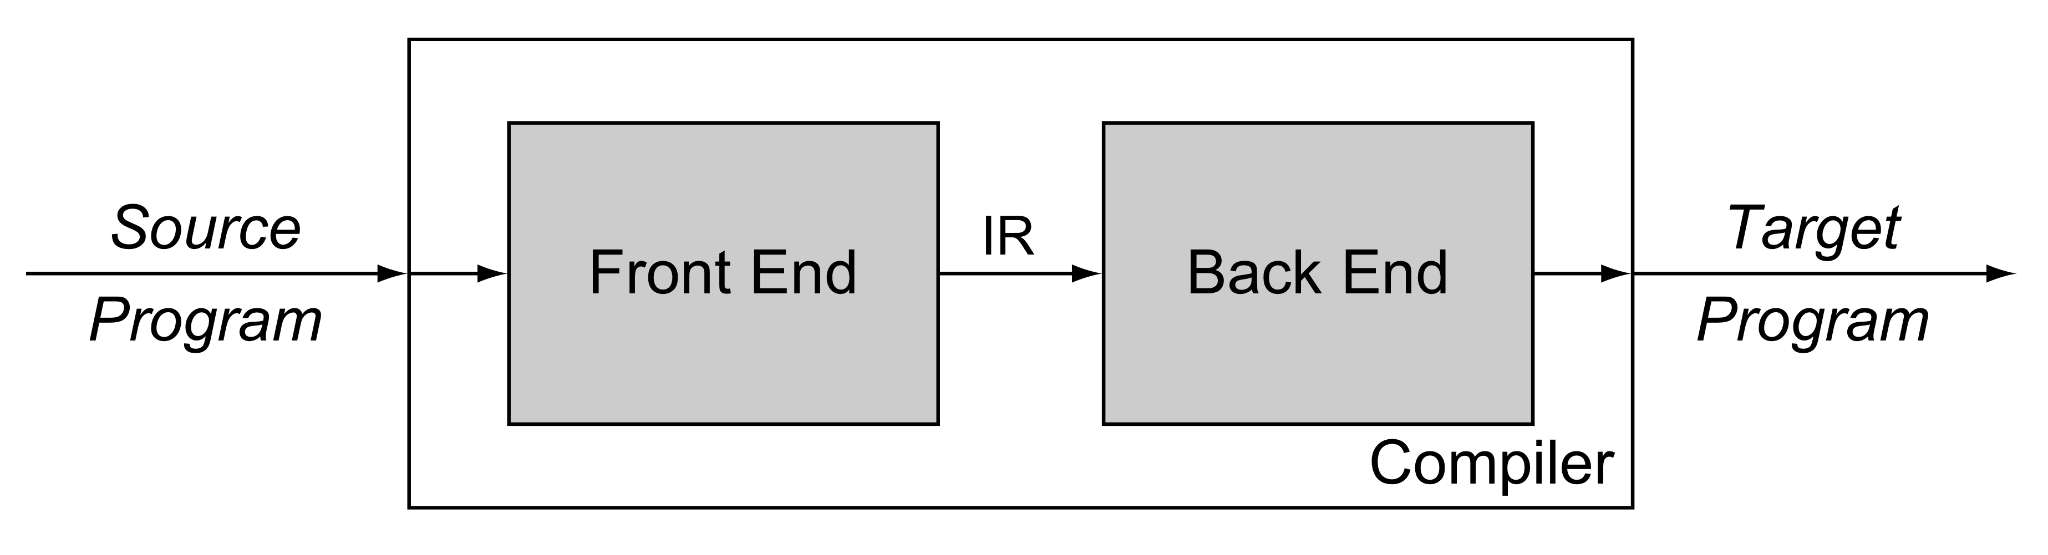 Source
Program
Front End
IR
Back End
Compiler
Target
Program